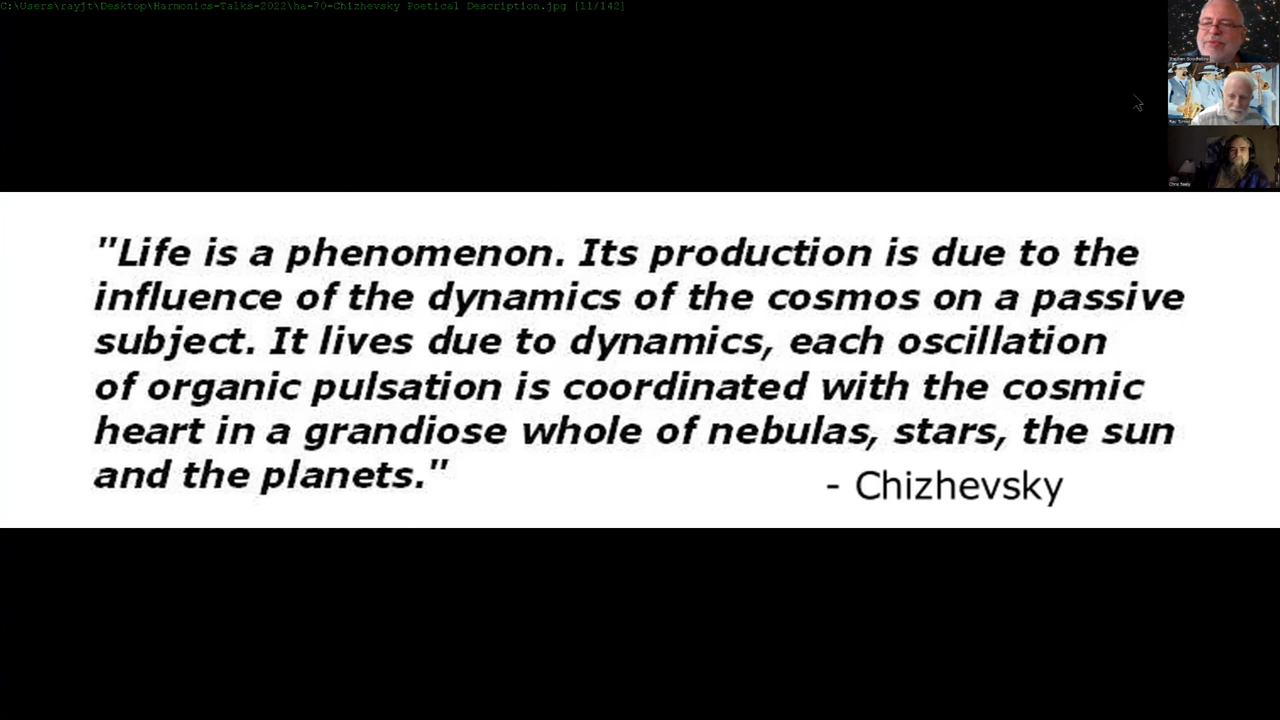 C:\Users\rayjt\Desktop\Harmonics-Talks-2022\ha-70-Chizhevsky Poetical Description.jpg [11/142]
"Life is a phenomenon. Its production is due to the
influence of the dynamics of the cosmos on a passive
subject. It lives due to dynamics, each oscillation
of organic pulsation is coordinated with the cosmic
heart in a grandiose whole of nebulas, stars, the sun
and the planets."
- Chizhevsky